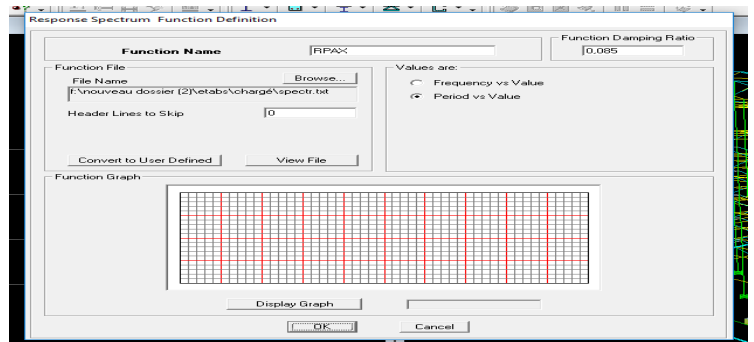 Response Spectrum Function Definition
Function Damping Ratio
Function Name
RPAX
0,085
Function File
Values are:
File Name
Browse...
f:\nouveau dossier (2)\etabs\chargé\spectr.txt
Frequency vs Value
Period vs Value
Header Lines to Skip
0
Convert to User Defined
View File
Function Graph
Display Graph
OK
Cancel